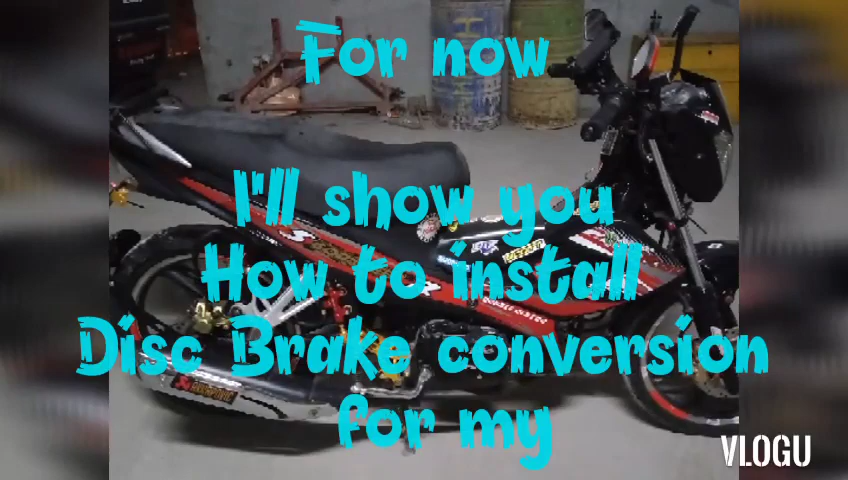 For now
I'll show you
How to install
Disc Brake conversion
for my
VLOGU